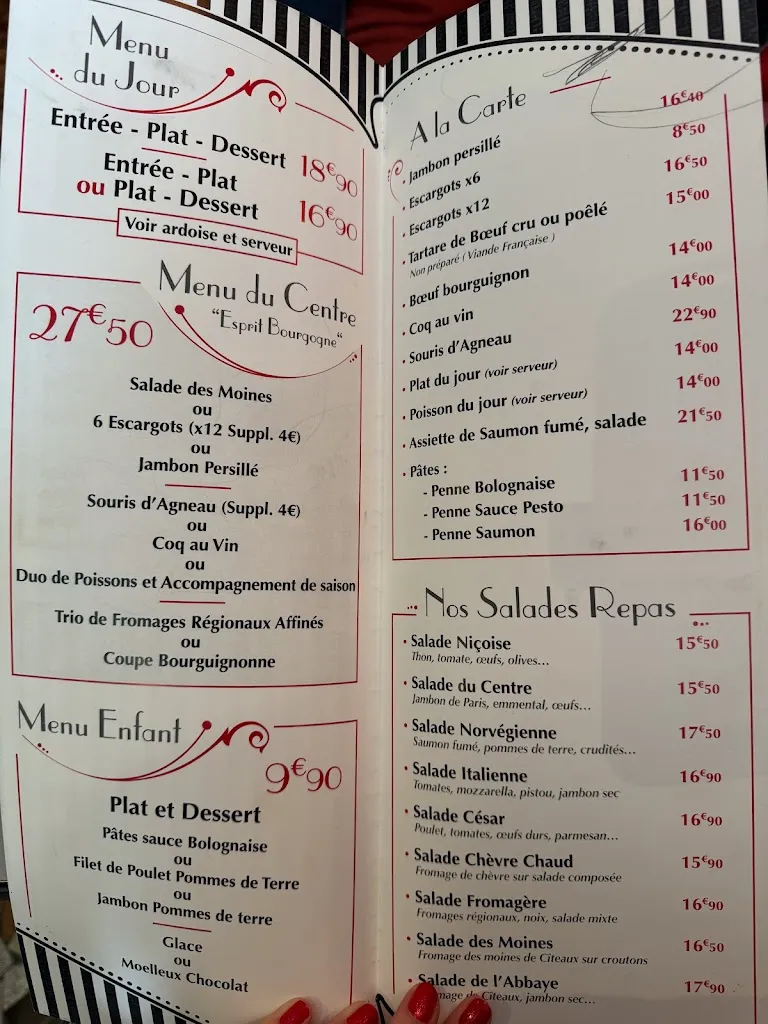 Menu
du Jour
Entrée - Plat - Dessert 18€90
Entrée - Plat
ou Plat - Dessert 16€90
Voir ardoise et serveur
Menu du Centre
27€50 "Esprit Bourgogne"
Salade des Moines
ou
6 Escargots (x12 Suppl. 4€)
ou
Jambon Persillé
Souris d'Agneau (Suppl. 4€)
ou
Coq au Vin
ou
Duo de Poissons et Accompagnement de saison
Trio de Fromages Régionaux Affinés
ou
Coupe Bourguignonne
Menu Enfant
9€90
Plat et Dessert
Pâtes sauce Bolognaise
ou
Filet de Poulet Pommes de Terre
ou
Jambon Pommes de terre
Glace
ou
Moelleux Chocolat
A la Carte
• Jambon persillé 16€40
• Escargots x6 8€50
• Escargots x12 16€50
• Tartare de Bœuf cru ou poêlé 15€00
Non préparé ( Viande Française )
• Bœuf bourguignon 14€00
• Coq au vin 14€00
• Souris d'Agneau 22€90
• Plat du jour (voir serveur) 14€00
• Poisson du jour (voir serveur) 14€00
• Assiette de Saumon fumé, salade 21€50
• Pâtes :
- Penne Bolognaise 11€50
- Penne Sauce Pesto 11€50
- Penne Saumon 16€00
Nos Salades Repas
• Salade Niçoise 15€50
Thon, tomate, œufs, olives...
• Salade du Centre 15€50
Jambon de Paris, emmental, œufs...
• Salade Norvégienne 17€50
Saumon fumé, pommes de terre, crudités...
• Salade Italienne 16€90
Tomates, mozzarella, pistou, jambon sec
• Salade César 16€90
Poulet, tomates, œufs durs, parmesan...
• Salade Chèvre Chaud 15€90
Fromage de chèvre sur salade composée
• Salade Fromagère 16€90
Fromages régionaux, noix, salade mixte
• Salade des Moines 16€50
Fromage des moines de Cîteaux sur croutons
• Salade de l'Abbaye 17€90
de Cîteaux, jambon sec...